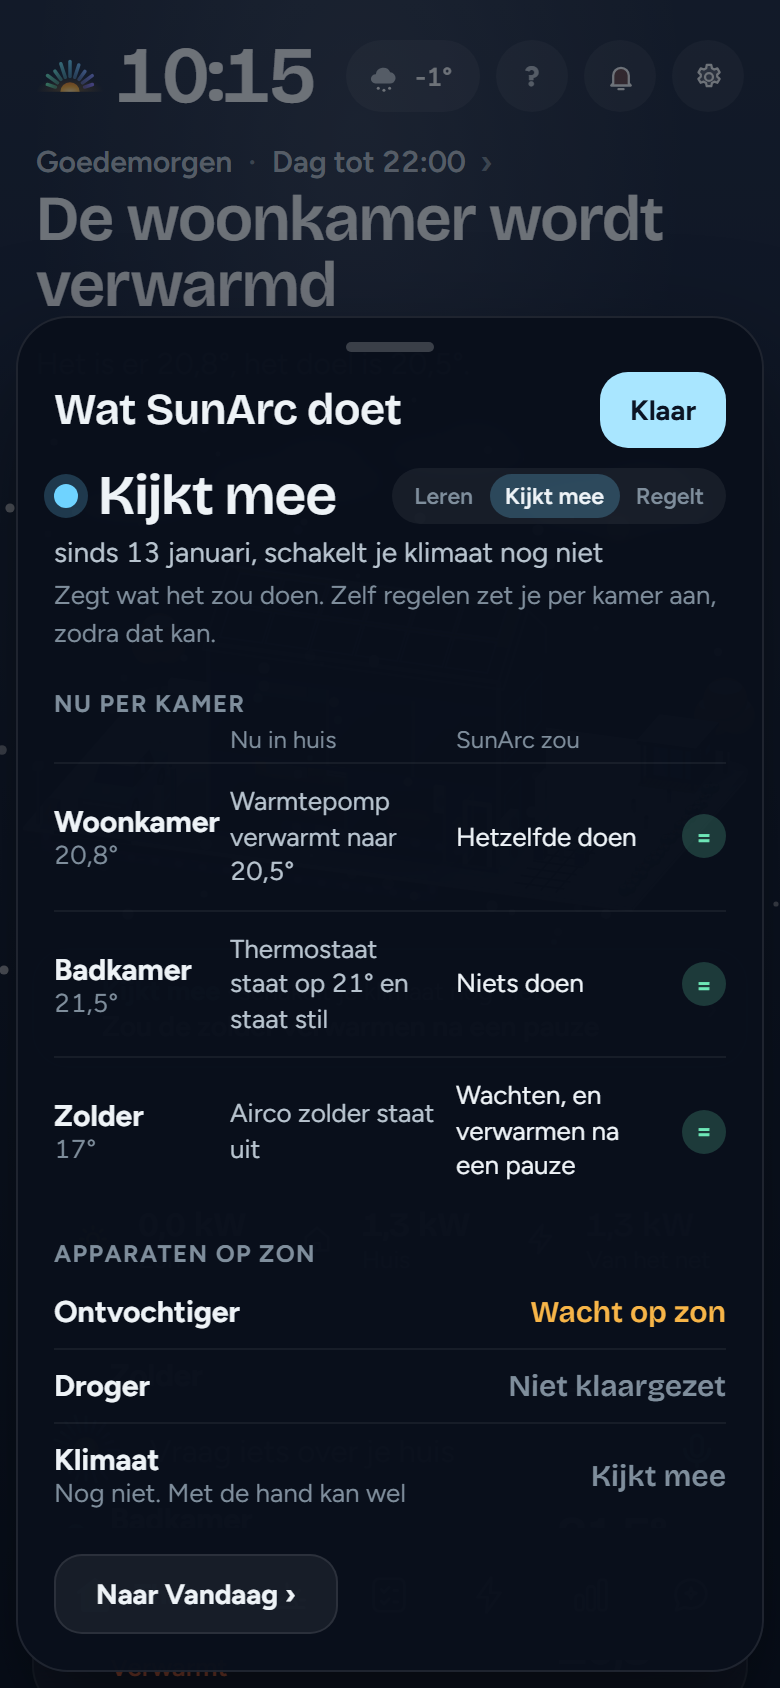 10:15
-1°
?
Goedemorgen · Dag tot 22:00 ›
De woonkamer wordt
verwarmd
Wat SunArc doet
Klaar
Kijkt mee
Leren
Kijkt mee
Regelt
sinds 13 januari, schakelt je klimaat nog niet
Zegt wat het zou doen. Zelf regelen zet je per kamer aan,
zodra dat kan.
NU PER KAMER
Nu in huis
SunArc zou
Woonkamer
20,8°
Warmtepomp
verwarmt naar
20,5°
Hetzelfde doen
=
Badkamer
21,5°
Thermostaat
staat op 21° en
staat stil
Niets doen
=
Zolder
17°
Airco zolder staat
uit
Wachten, en
verwarmen na
een pauze
=
APPARATEN OP ZON
Ontvochtiger
Wacht op zon
Droger
Niet klaargezet
Klimaat
Nog niet. Met de hand kan wel
Kijkt mee
Naar Vandaag ›